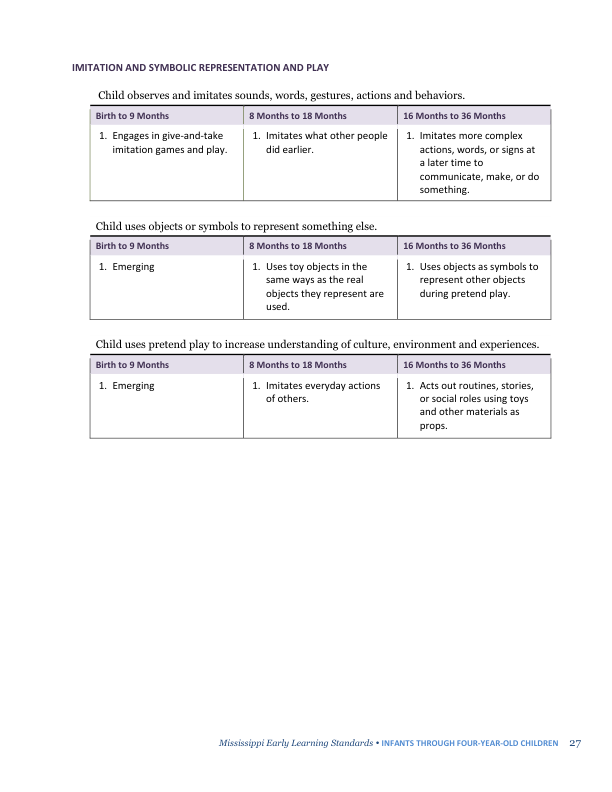 IMITATION AND SYMBOLIC REPRESENTATION AND PLAY
Child observes and imitates sounds, words, gestures, actions and behaviors.
Birth to 9 Months
8 Months to 18 Months
16 Months to 36 Months
1. Engages in give-and-take
imitation games and play.
1. Imitates what other people
did earlier.
1. Imitates more complex
actions, words, or signs at
a later time to
communicate, make, or do
something.
Child uses objects or symbols to represent something else.
Birth to 9 Months
8 Months to 18 Months
16 Months to 36 Months
1. Emerging
1. Uses toy objects in the
same ways as the real
objects they represent are
used.
1. Uses objects as symbols to
represent other objects
during pretend play.
Child uses pretend play to increase understanding of culture, environment and experiences.
Birth to 9 Months
8 Months to 18 Months
16 Months to 36 Months
1. Emerging
1. Imitates everyday actions
of others.
1. Acts out routines, stories,
or social roles using toys
and other materials as
props.
Mississippi Early Learning Standards • INFANTS THROUGH FOUR-YEAR-OLD CHILDREN 27